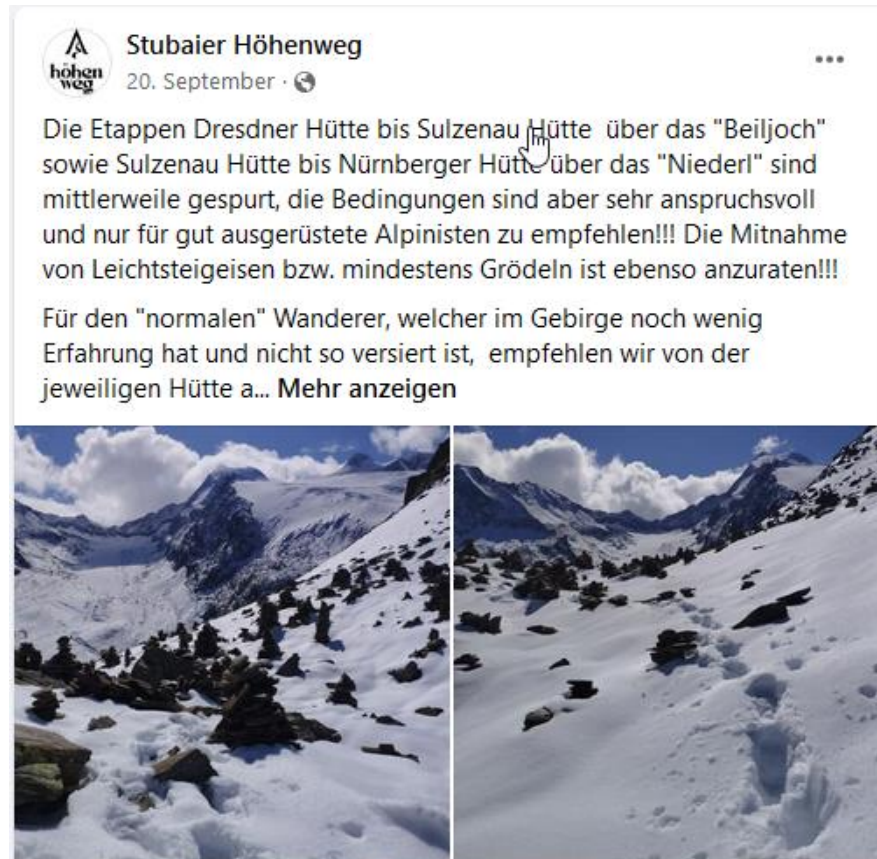 höhen
weg
Stubaier Höhenweg
20. September ·
Die Etappen Dresdner Hütte bis Sulzenau Hütte über das "Beiljoch"
sowie Sulzenau Hütte bis Nürnberger Hütte über das "Niederl" sind
mittlerweile gespurt, die Bedingungen sind aber sehr anspruchsvoll
und nur für gut ausgerüstete Alpinisten zu empfehlen!!! Die Mitnahme
von Leichtsteigeisen bzw. mindestens Grödeln ist ebenso anzuraten!!!
Für den "normalen" Wanderer, welcher im Gebirge noch wenig
Erfahrung hat und nicht so versiert ist, empfehlen wir von der
jeweiligen Hütte a... Mehr anzeigen